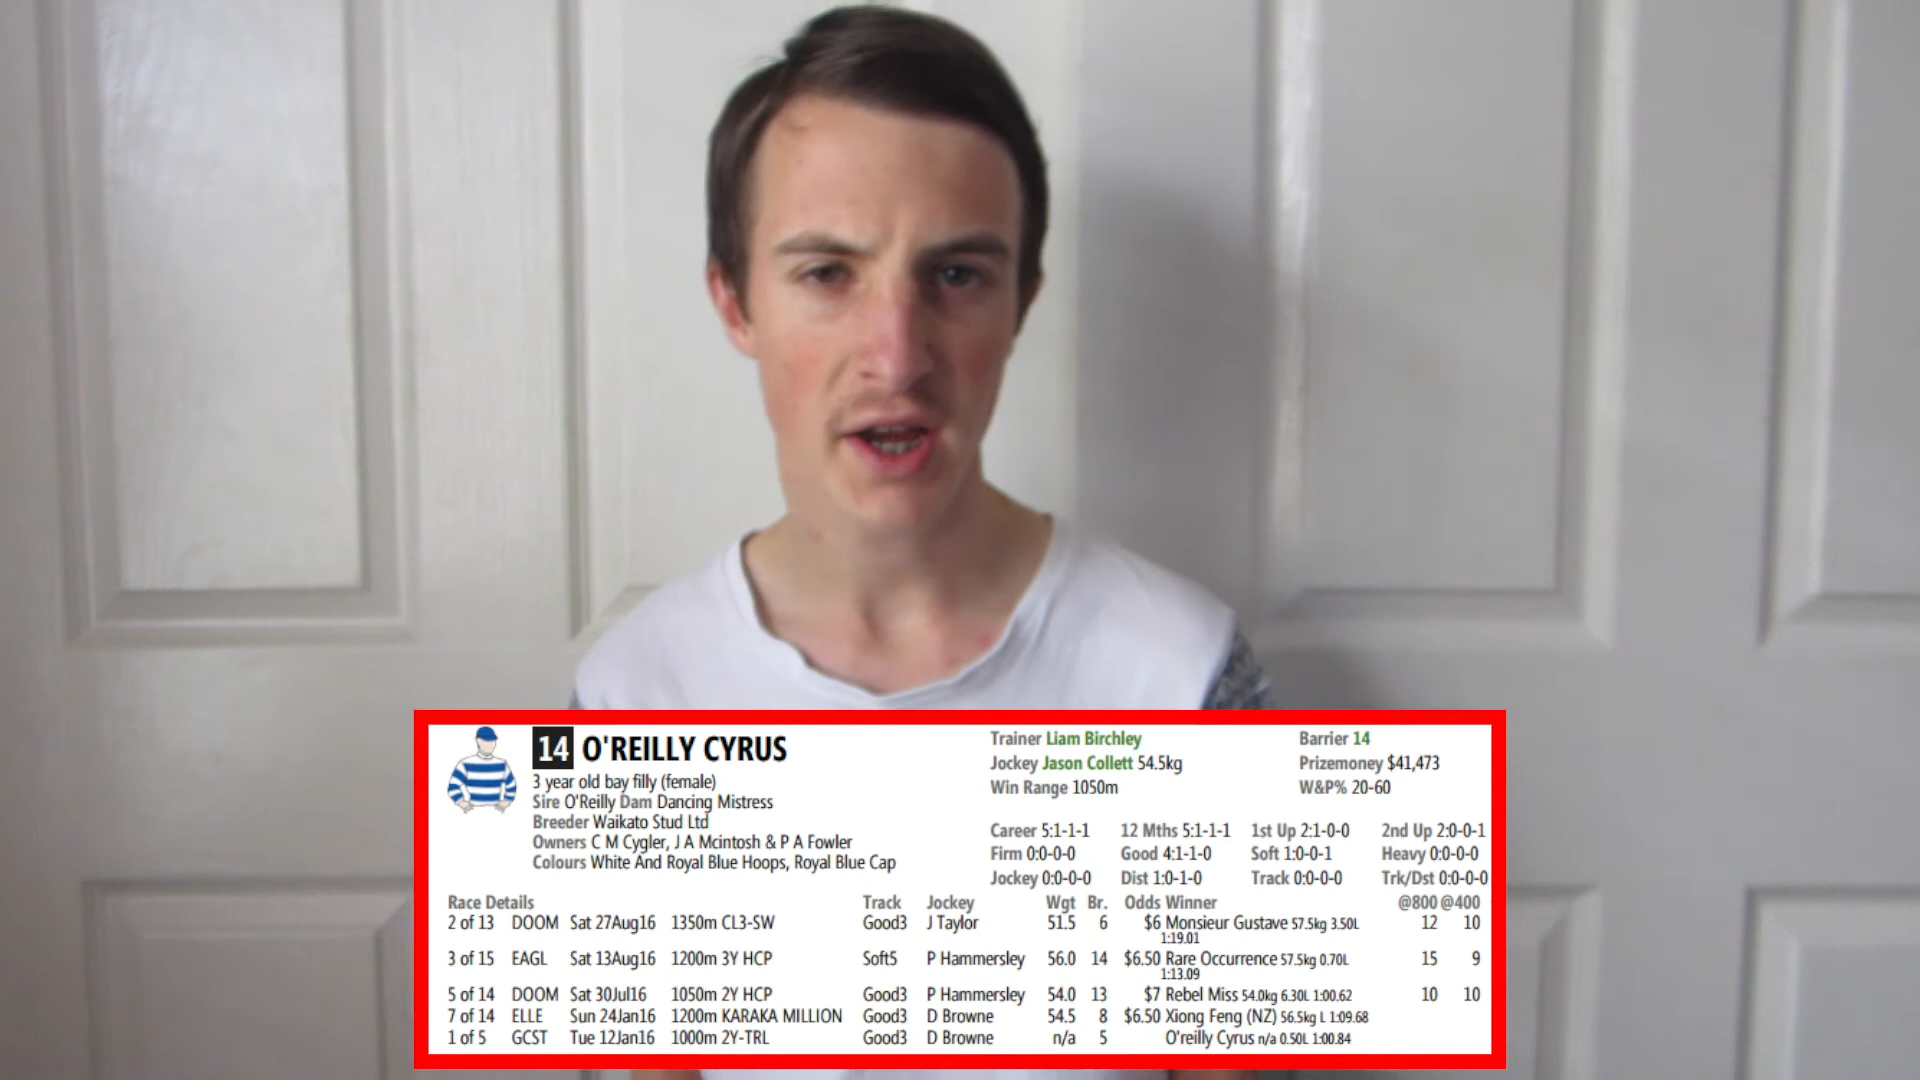 14 O'REILLY CYRUS
3 year old bay filly (female)
Sire O'Reilly Dam Dancing Mistress
Breeder Waikato Stud Ltd
Owners C M Cygler, J A Mcintosh & P A Fowler
Colours White And Royal Blue Hoops, Royal Blue Cap
Trainer Liam Birchley
Jockey Jason Collett 54.5kg
Win Range 1050m
Barrier 14
Prizemoney $41,473
W&P% 20-60
Career 5:1-1-1 12 Mths 5:1-1-1 1st Up 2:1-0-0 2nd Up 2:0-0-1
Firm 0:0-0-0 Good 4:1-1-0 Soft 1:0-0-1 Heavy 0:0-0-0
Jockey 0:0-0-0 Dist 1:0-1-0 Track 0:0-0-0 Trk/Dst 0:0-0-0
Race Details Track Jockey Wgt Br. Odds Winner @800 @400
2 of 13 DOOM Sat 27Aug16 1350m CL3-SW Good3 J Taylor 51.5 6 $6 Monsieur Gustave 57.5kg 3.50L 12 10
1:19.01
3 of 15 EAGL Sat 13Aug16 1200m 3Y HCP Soft5 P Hammersley 56.0 14 $6.50 Rare Occurrence 57.5kg 0.70L 15 9
1:13.09
5 of 14 DOOM Sat 30Jul16 1050m 2Y HCP Good3 P Hammersley 54.0 13 $7 Rebel Miss 54.0kg 6.30L 1:00.62 10 10
7 of 14 ELLE Sun 24Jan16 1200m KARAKA MILLION Good3 D Browne 54.5 8 $6.50 Xiong Feng (NZ) 56.5kg L 1:09.68
1 of 5 GCST Tue 12Jan16 1000m 2Y-TRL Good3 D Browne n/a 5 O'reilly Cyrus n/a 0.50L 1:00.84